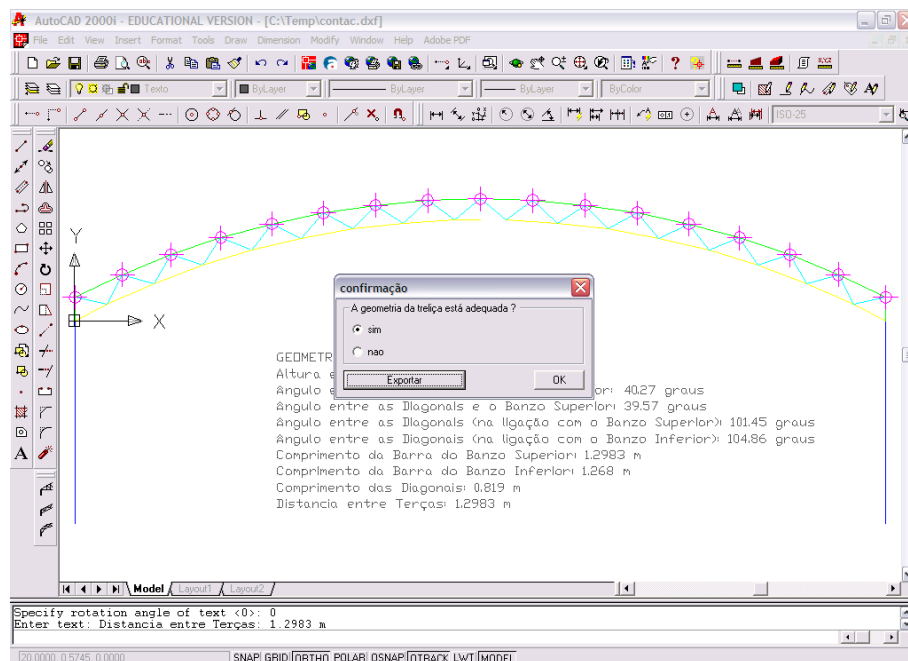 AutoCAD 2000i - EDUCATIONAL VERSION - [C:\Temp\contac.dxf]
File Edit View Insert Format Tools Draw Dimension Modify Window Help Adobe PDF
Texto ByLayer ByLayer ByLayer ByColor
ISO-25
Y
X
confirmação
A geometria da treliça está adequada ?
sim
nao
Exportar OK
GEOMETR
Altura e
Angulo e or: 40.27 graus
Angulo entre as Diagonais e o Banzo Superior: 39.57 graus
Angulo entre as Diagonais (na ligação com o Banzo Superior): 101.45 graus
Angulo entre as Diagonais (na ligação com o Banzo Inferior): 104.86 graus
Comprimento da Barra do Banzo Superior: 1.2983 m
Comprimento da Barra do Banzo Inferior: 1.268 m
Comprimento das Diagonais: 0.819 m
Distancia entre Terças: 1.2983 m
Model Layout1 Layout2
Specify rotation angle of text <0>: 0
Enter text: Distancia entre Terças: 1.2983 m
20.0000, 0.5745, 0.0000 SNAP GRID ORTHO POLAR OSNAP OTRACK LWT MODEL